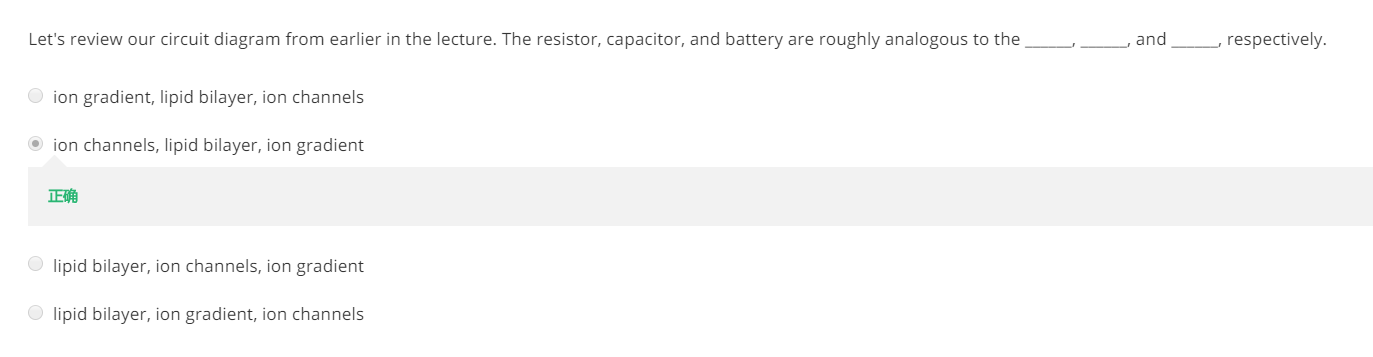 Let's review our circuit diagram from earlier in the lecture. The resistor, capacitor, and battery are roughly analogous to the ______, ______, and ______, respectively.
ion gradient, lipid bilayer, ion channels
ion channels, lipid bilayer, ion gradient
正确
lipid bilayer, ion channels, ion gradient
lipid bilayer, ion gradient, ion channels